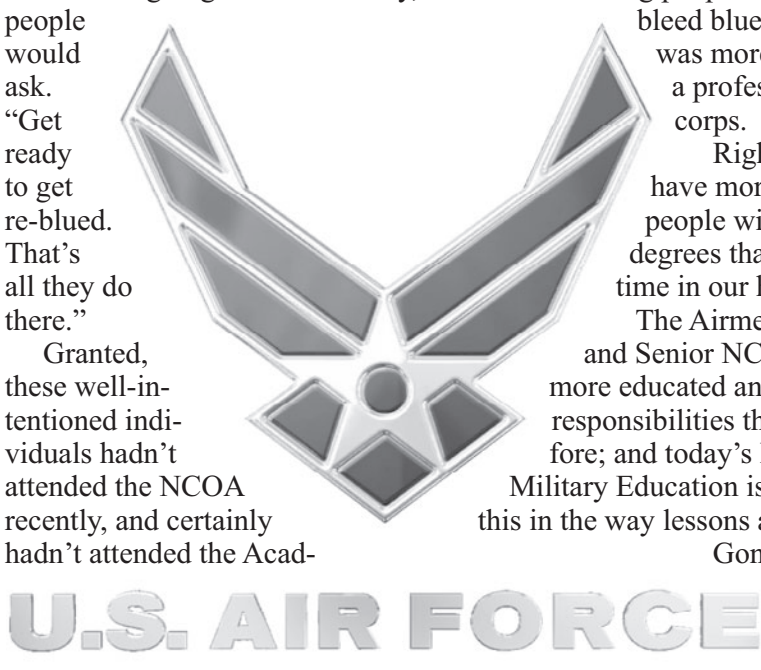 people
would
ask.
“Get
ready
to get
re-blued.
That’s
all they do
there.”
Granted,
these well-in-
tentioned indi-
viduals hadn’t
attended the NCOA
recently, and certainly
hadn’t attended the Acad-
bleed blue
was more
a profes
corps.
Righ
have mor
people wi
degrees tha
time in our
The Airme
and Senior NC
more educated an
responsibilities th
fore; and today’s
Military Education is
this in the way lessons a
Gon
U.S. AIR FORCE